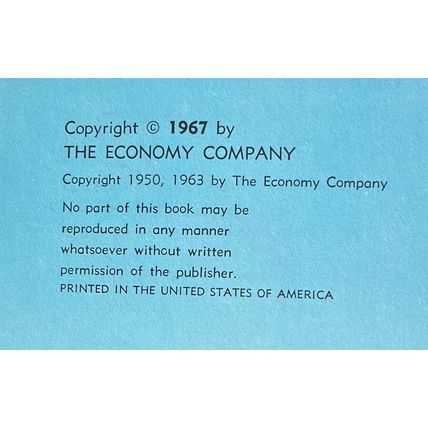 Copyright © 1967 by
THE ECONOMY COMPANY
Copyright 1950, 1963 by The Economy Company
No part of this book may be
reproduced in any manner
whatsoever without written
permission of the publisher.
PRINTED IN THE UNITED STATES OF AMERICA